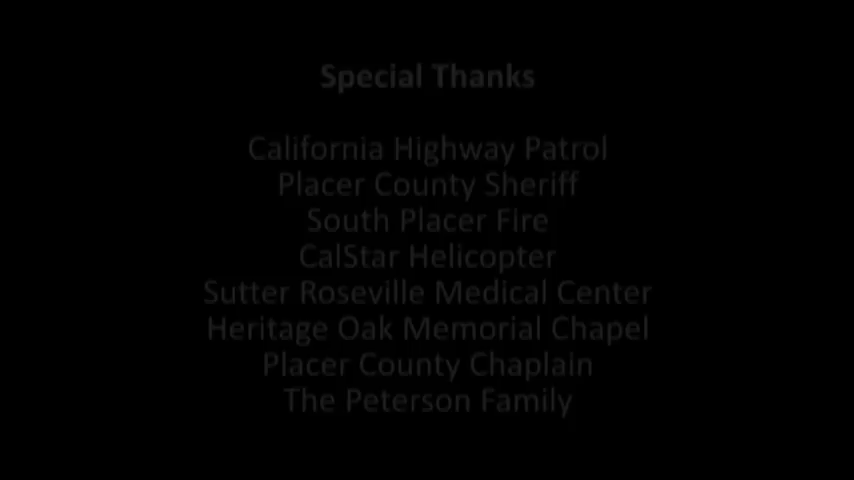 Special Thanks
California Highway Patrol
Placer County Sheriff
South Placer Fire
CalStar Helicopter
Sutter Roseville Medical Center
Heritage Oak Memorial Chapel
Placer County Chaplain
The Peterson Family